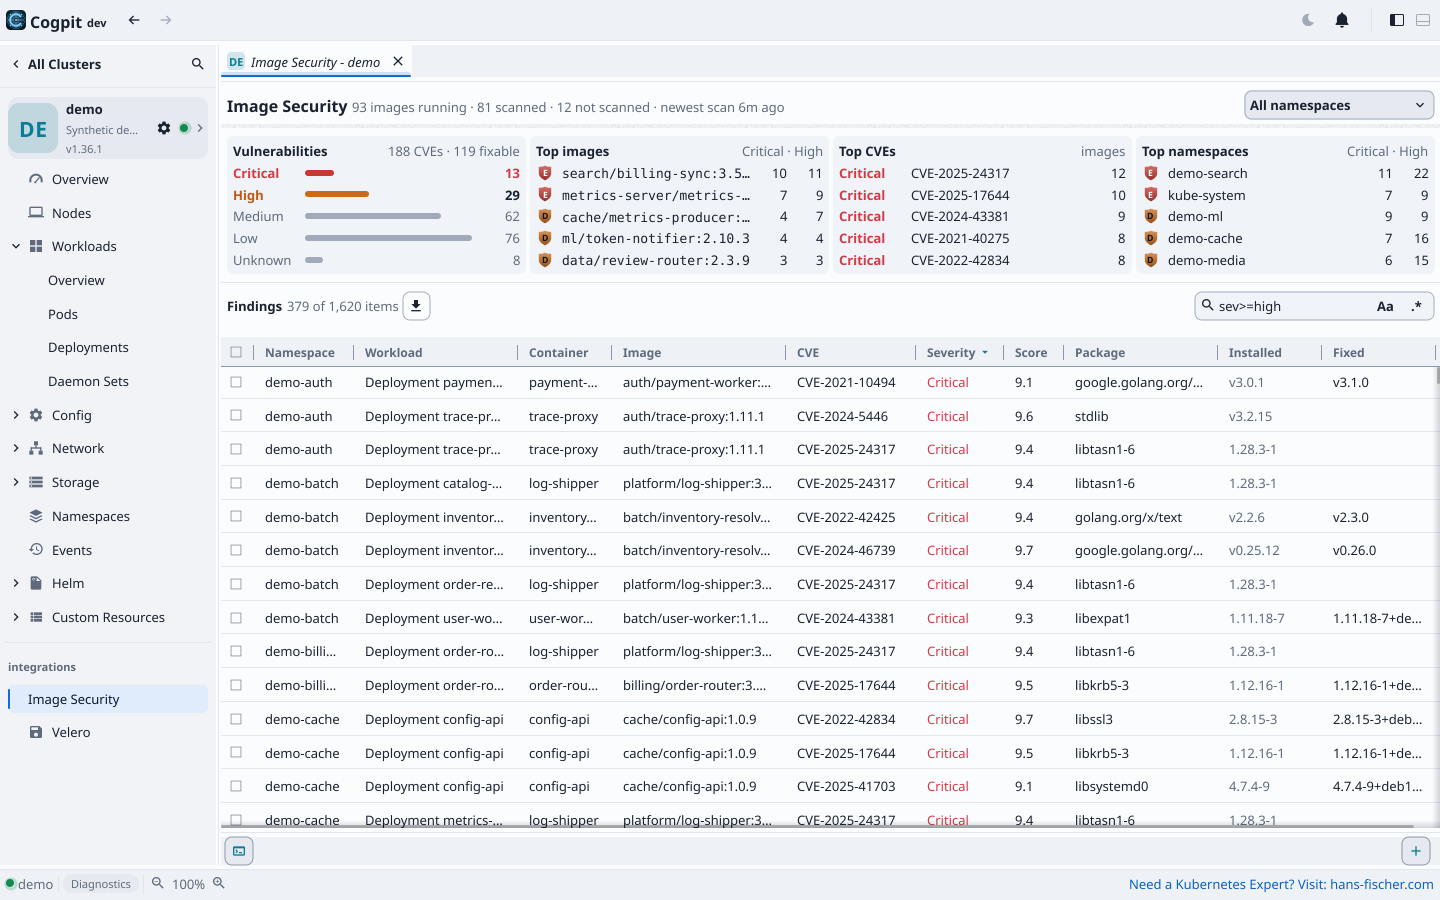 Cogpit dev
All Clusters
DE Image Security - demo
DE demo
Synthetic de...
v1.36.1
Overview
Nodes
Workloads
Overview
Pods
Deployments
Daemon Sets
Config
Network
Storage
Namespaces
Events
Helm
Custom Resources
integrations
Image Security
Velero
Image Security 93 images running · 81 scanned · 12 not scanned · newest scan 6m ago
All namespaces
Vulnerabilities 188 CVEs · 119 fixable
Critical 13
High 29
Medium 62
Low 76
Unknown 8
Top images Critical · High
E search/billing-sync:3.5… 10 11
E metrics-server/metrics-… 7 9
D cache/metrics-producer:… 4 7
D ml/token-notifier:2.10.3 4 4
D data/review-router:2.3.9 3 3
Top CVEs images
Critical CVE-2025-24317 12
Critical CVE-2025-17644 10
Critical CVE-2024-43381 9
Critical CVE-2021-40275 8
Critical CVE-2022-42834 8
Top namespaces Critical · High
E demo-search 11 22
E kube-system 7 9
D demo-ml 9 9
D demo-cache 7 16
D demo-media 6 15
Findings 379 of 1,620 items
sev>=high Aa .*
Namespace Workload Container Image CVE Severity Score Package Installed Fixed
demo-auth Deployment paymen... payment-... auth/payment-worker:... CVE-2021-10494 Critical 9.1 google.golang.org/... v3.0.1 v3.1.0
demo-auth Deployment trace-pr... trace-proxy auth/trace-proxy:1.11.1 CVE-2024-5446 Critical 9.6 stdlib v3.2.15
demo-auth Deployment trace-pr... trace-proxy auth/trace-proxy:1.11.1 CVE-2025-24317 Critical 9.4 libtasn1-6 1.28.3-1
demo-batch Deployment catalog-... log-shipper platform/log-shipper:3... CVE-2025-24317 Critical 9.4 libtasn1-6 1.28.3-1
demo-batch Deployment inventor... inventory... batch/inventory-resolv... CVE-2022-42425 Critical 9.4 golang.org/x/text v2.2.6 v2.3.0
demo-batch Deployment inventor... inventory... batch/inventory-resolv... CVE-2024-46739 Critical 9.7 google.golang.org/... v0.25.12 v0.26.0
demo-batch Deployment order-re... log-shipper platform/log-shipper:3... CVE-2025-24317 Critical 9.4 libtasn1-6 1.28.3-1
demo-batch Deployment user-wo... user-wor... batch/user-worker:1.1... CVE-2024-43381 Critical 9.3 libexpat1 1.11.18-7 1.11.18-7+de...
demo-billi... Deployment order-ro... log-shipper platform/log-shipper:3... CVE-2025-24317 Critical 9.4 libtasn1-6 1.28.3-1
demo-billi... Deployment order-ro... order-rou... billing/order-router:3.... CVE-2025-17644 Critical 9.5 libkrb5-3 1.12.16-1 1.12.16-1+de...
demo-cache Deployment config-api config-api cache/config-api:1.0.9 CVE-2022-42834 Critical 9.7 libssl3 2.8.15-3 2.8.15-3+deb...
demo-cache Deployment config-api config-api cache/config-api:1.0.9 CVE-2025-17644 Critical 9.5 libkrb5-3 1.12.16-1 1.12.16-1+de...
demo-cache Deployment config-api config-api cache/config-api:1.0.9 CVE-2025-41703 Critical 9.1 libsystemd0 4.7.4-9 4.7.4-9+deb1...
demo-cache Deployment metrics-... log-shipper platform/log-shipper:3... CVE-2025-24317 Critical 9.4 libtasn1-6 1.28.3-1
demo Diagnostics 100%
Need a Kubernetes Expert? Visit: hans-fischer.com